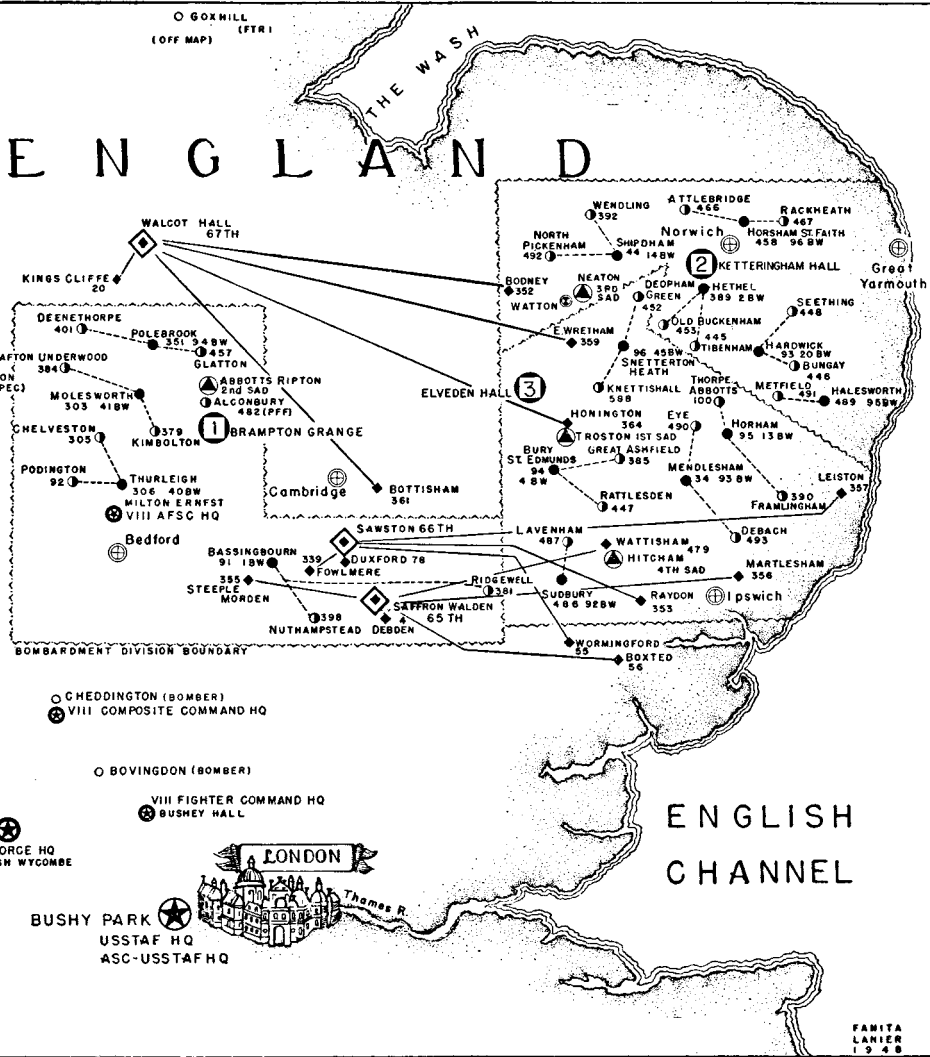 GOXHILL
(FTR)
(OFF MAP)
THE WASH
ENGLAND
WALCOT HALL
67TH
KINGS CLIFFE
20
DEENETHORPE
401
POLEBROOK
351 94BW
457
GLATTON
AFTON UNDERWOOD
384
ON
PEC)
MOLESWORTH
303 41BW
ABBOTTS RIPTON
2ND SAD
ALCONBURY
482(PFF)
1 BRAMPTON GRANGE
379
KIMBOLTON
CHELVESTON
305
PODINGTON
92
THURLEIGH
306 40BW
MILTON ERNEST
VIII AFSC HQ
Bedford
Cambridge
BOTTISHAM
361
WENDLING
392
NORTH
PICKENHAM
492
SHIPDHAM
44 14BW
ATTLEBRIDGE
466
RACKHEATH
467
HORSHAM ST. FAITH
458 96BW
Norwich
2 KETTERINGHAM HALL
Great
Yarmouth
BODNEY
352
WATTON
NEATON
3RD
SAD
DEOPHAM
GREEN
452
HETHEL
389 2BW
SEETHING
448
OLD BUCKENHAM
453
445
TIBENHAM
HARDWICK
93 20BW
BUNGAY
446
E. WRETHAM
359
96 45BW
SNETTERTON
HEATH
KNETTISHALL
388
ELVEDEN HALL 3
THORPE
ABBOTTS
100
METFIELD
491
HALESWORTH
489 95BW
HONINGTON
364
TROSTON 1ST SAD
EYE
490
HORHAM
95 13BW
BURY
ST. EDMUNDS
94
4BW
GREAT ASHFIELD
385
MENDLESHAM
34 93BW
RATTLESDEN
447
390
FRAMLINGHAM
LEISTON
357
DEBACH
493
SAWSTON 66TH
BASSINGBOURN
91 1BW
339
FOWLMERE
DUXFORD 78
355
STEEPLE
MORDEN
LAVENHAM
487
WATTISHAM
479
HITCHAM
4TH SAD
MARTLESHAM
356
RIDGEWELL
381
SUDBURY
486 92BW
RAYDON
353
Ipswich
SAFFRON WALDEN
65TH
4
DEBDEN
398
NUTHAMPSTEAD
WORMINGFORD
55
BOXTED
56
BOMBARDMENT DIVISION BOUNDARY
CHEDDINGTON (BOMBER)
VIII COMPOSITE COMMAND HQ
BOVINGDON (BOMBER)
VIII FIGHTER COMMAND HQ
BUSHEY HALL
ORCE HQ
GH WYCOMBE
LONDON
Thames R.
BUSHY PARK
USSTAF HQ
ASC-USSTAF HQ
ENGLISH
CHANNEL
FANITA
LANIER
1948